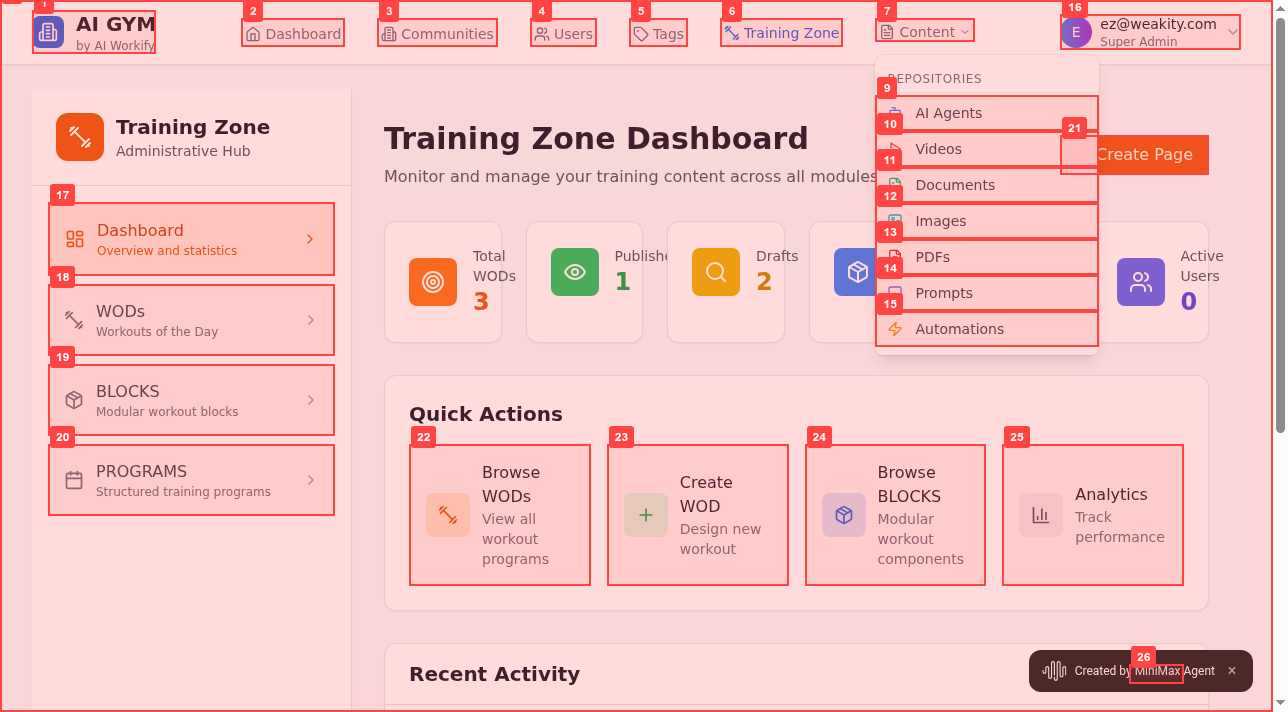 1
AI GYM
by AI Workify
2
Dashboard
3
Communities
4
Users
5
Tags
6
Training Zone
7
Content
16
E
ez@weakity.com
Super Admin
REPOSITORIES
9
AI Agents
10
Videos
11
Documents
12
Images
13
PDFs
14
Prompts
15
Automations
Training Zone
Administrative Hub
17
Dashboard
Overview and statistics
18
WODs
Workouts of the Day
19
BLOCKS
Modular workout blocks
20
PROGRAMS
Structured training programs
Training Zone Dashboard
Monitor and manage your training content across all modules
21
Create Page
Total
WODs
3
Publishe
1
Drafts
2
Active
Users
0
Quick Actions
22
Browse
WODs
View all
workout
programs
23
Create
WOD
Design new
workout
24
Browse
BLOCKS
Modular
workout
components
25
Analytics
Track
performance
Recent Activity
26
Created by MiniMax Agent ×